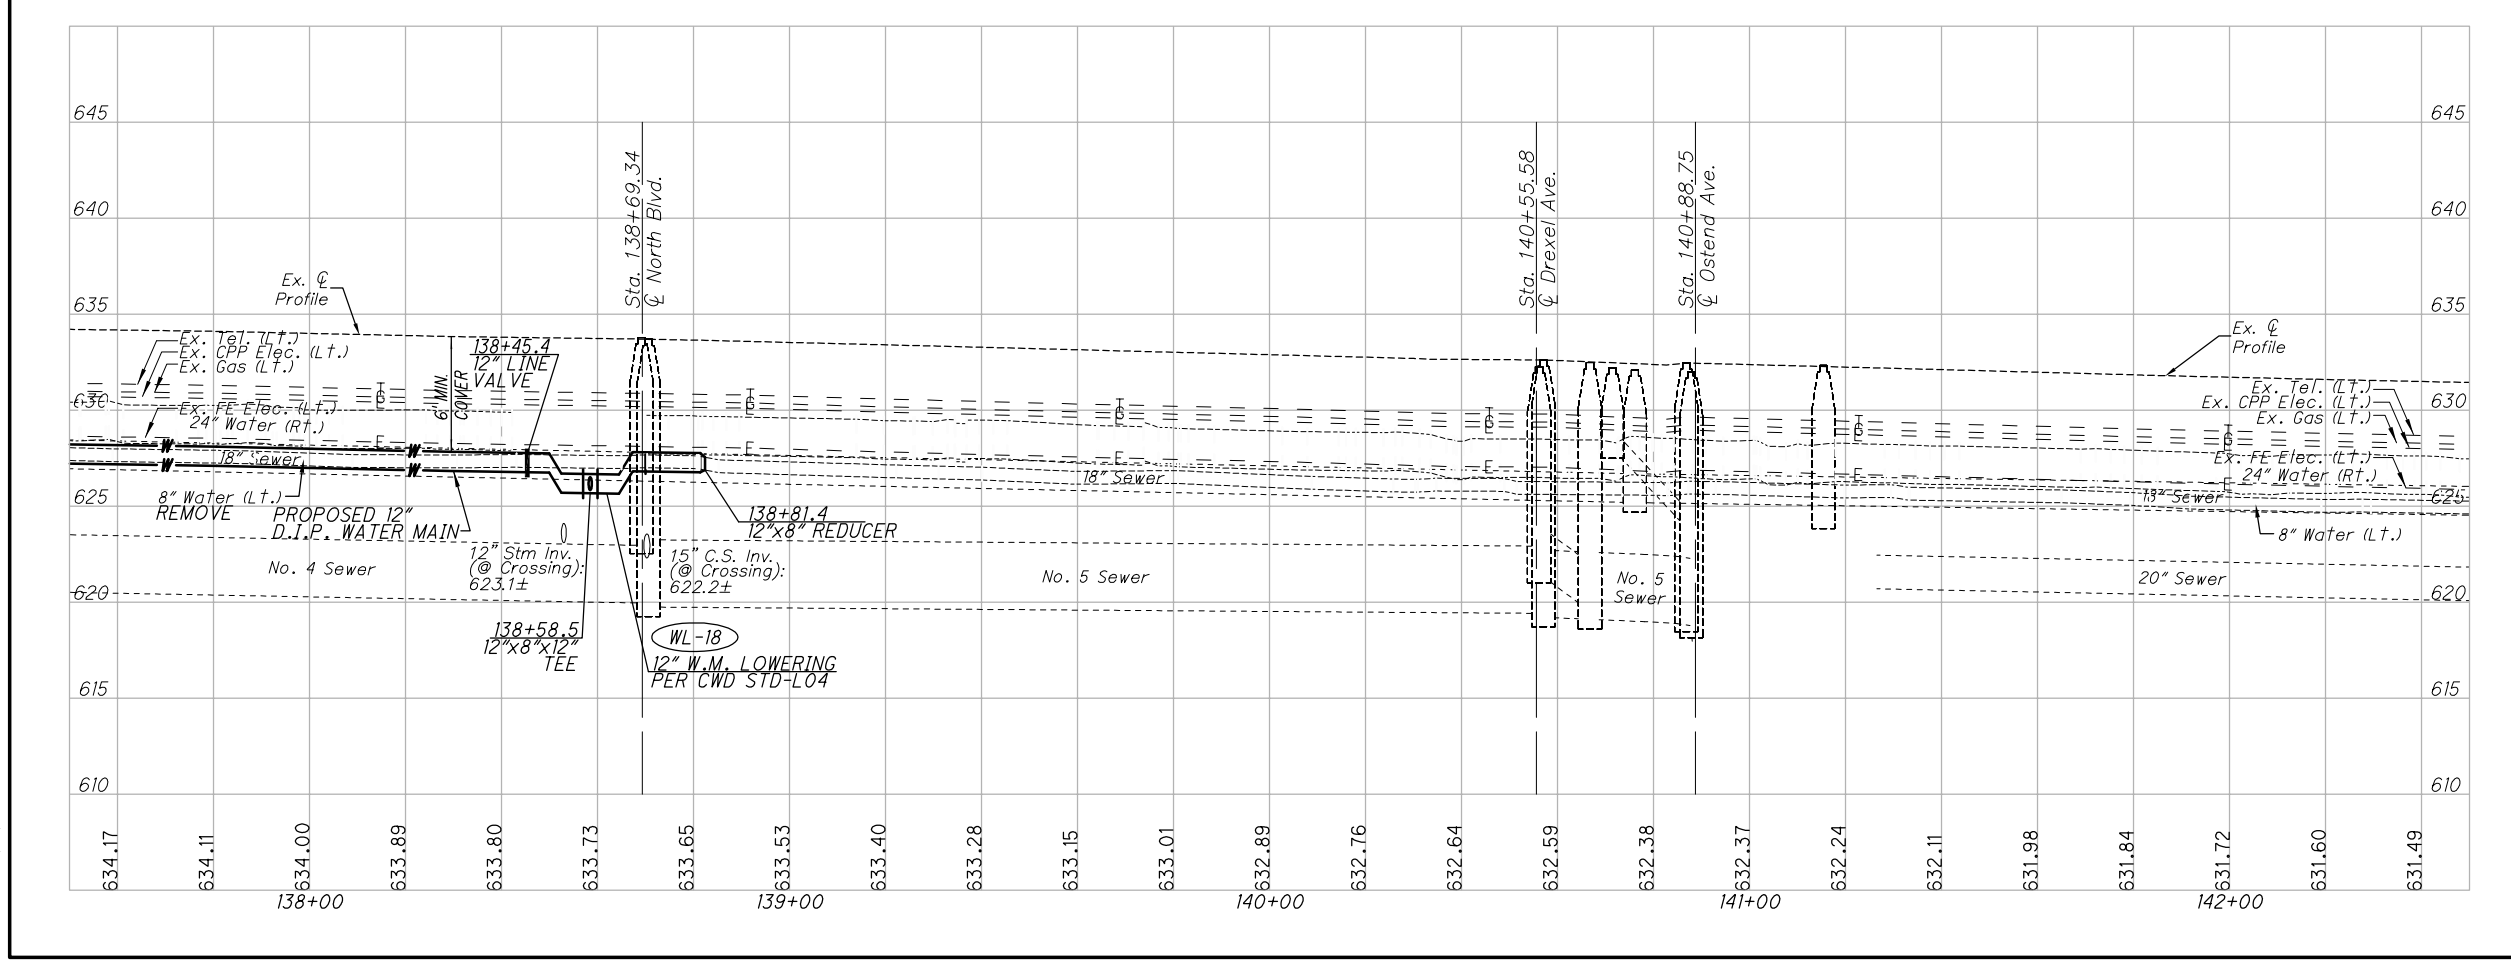 645
645
640
640
635
635
630
630
625
625
620
620
615
615
610
610
Sta. 138+69.34
℄ North Blvd.
Sta. 140+55.58
℄ Drexel Ave.
Sta. 140+88.75
℄ Ostend Ave.
Ex. ℄
Profile
Ex. Tel. (Lt.)
Ex. CPP Elec. (Lt.)
Ex. Gas (Lt.)
Ex. FE Elec. (Lt.)
24" Water (Rt.)
18" Sewer
8" Water (Lt.)
REMOVE
PROPOSED 12"
D.I.P. WATER MAIN
6' MIN.
COVER
138+45.4
12" LINE
VALVE
No. 4 Sewer
12" Stm Inv.
(@ Crossing):
623.1±
15" C.S. Inv.
(@ Crossing):
622.2±
138+81.4
12"x8" REDUCER
138+58.5
12"x8"x12"
TEE
WL-18
12" W.M. LOWERING
PER CWD STD-L04
18" Sewer
No. 5 Sewer
No. 5
Sewer
Ex. ℄
Profile
Ex. Tel. (Lt.)
Ex. CPP Elec. (Lt.)
Ex. Gas (Lt.)
Ex. FE Elec. (Lt.)
24" Water (Rt.)
18" Sewer
8" Water (Lt.)
20" Sewer
634.17
634.11
634.00
633.89
633.80
633.73
633.65
633.53
633.40
633.28
633.15
633.01
632.89
632.76
632.64
632.59
632.38
632.37
632.24
632.11
631.98
631.84
631.72
631.60
631.49
138+00
139+00
140+00
141+00
142+00